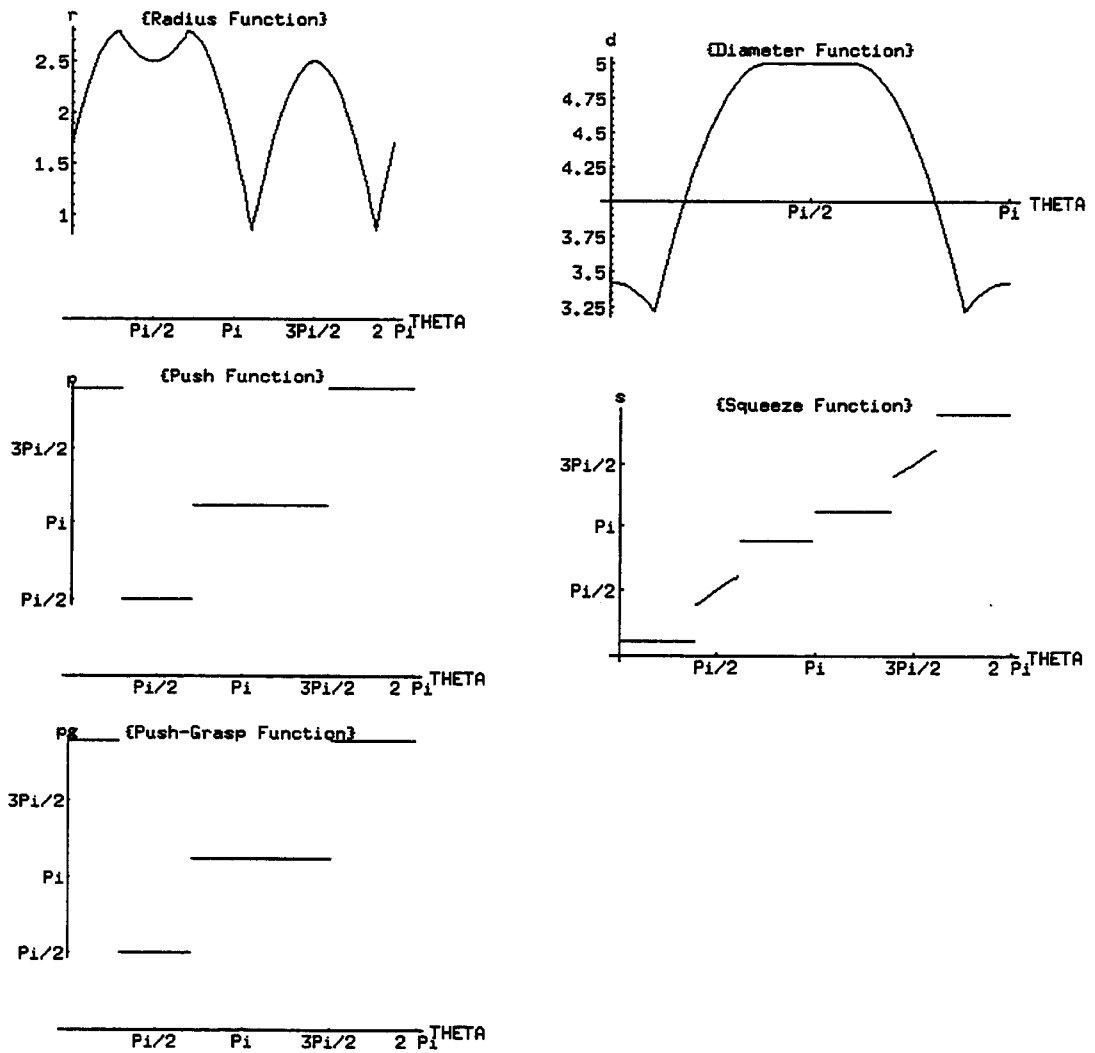 r {Radius Function}
2.5
2
1.5
1
Pi/2 Pi 3Pi/2 2 Pi THETA
d {Diameter Function}
5
4.75
4.5
4.25
Pi/2 Pi THETA
3.75
3.5
3.25
p {Push Function}
3Pi/2
Pi
Pi/2
Pi/2 Pi 3Pi/2 2 Pi THETA
s {Squeeze Function}
3Pi/2
Pi
Pi/2
Pi/2 Pi 3Pi/2 2 Pi THETA
pg {Push-Grasp Function}
3Pi/2
Pi
Pi/2
Pi/2 Pi 3Pi/2 2 Pi THETA